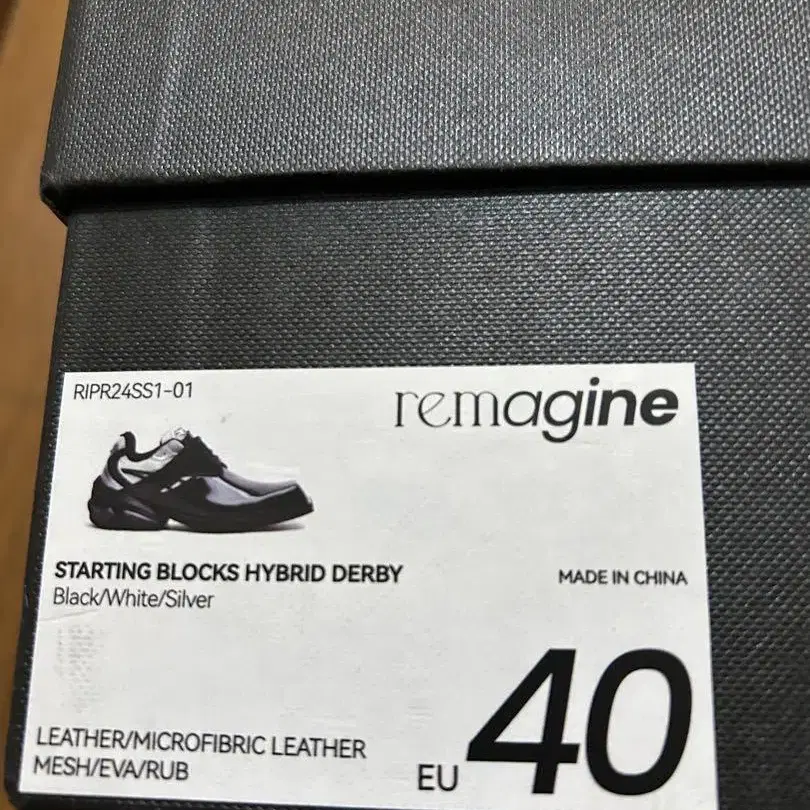 RIPR24SS1-01
remagine
STARTING BLOCKS HYBRID DERBY
Black/White/Silver
MADE IN CHINA
LEATHER/MICROFIBRIC LEATHER
MESH/EVA/RUB
EU 40